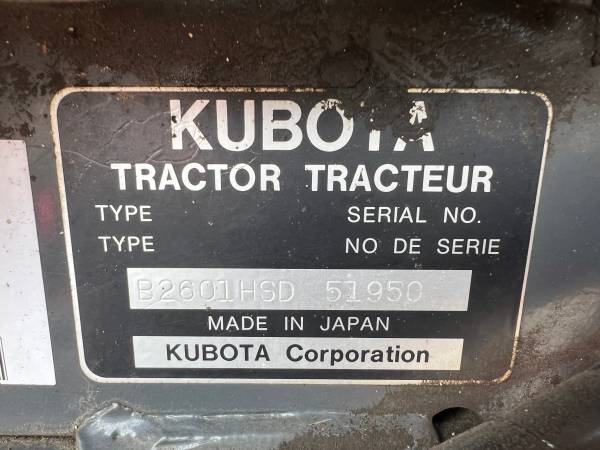 KUBOTA
TRACTOR TRACTEUR
TYPE SERIAL NO.
TYPE NO DE SERIE
B2601HSD 51950
MADE IN JAPAN
KUBOTA Corporation